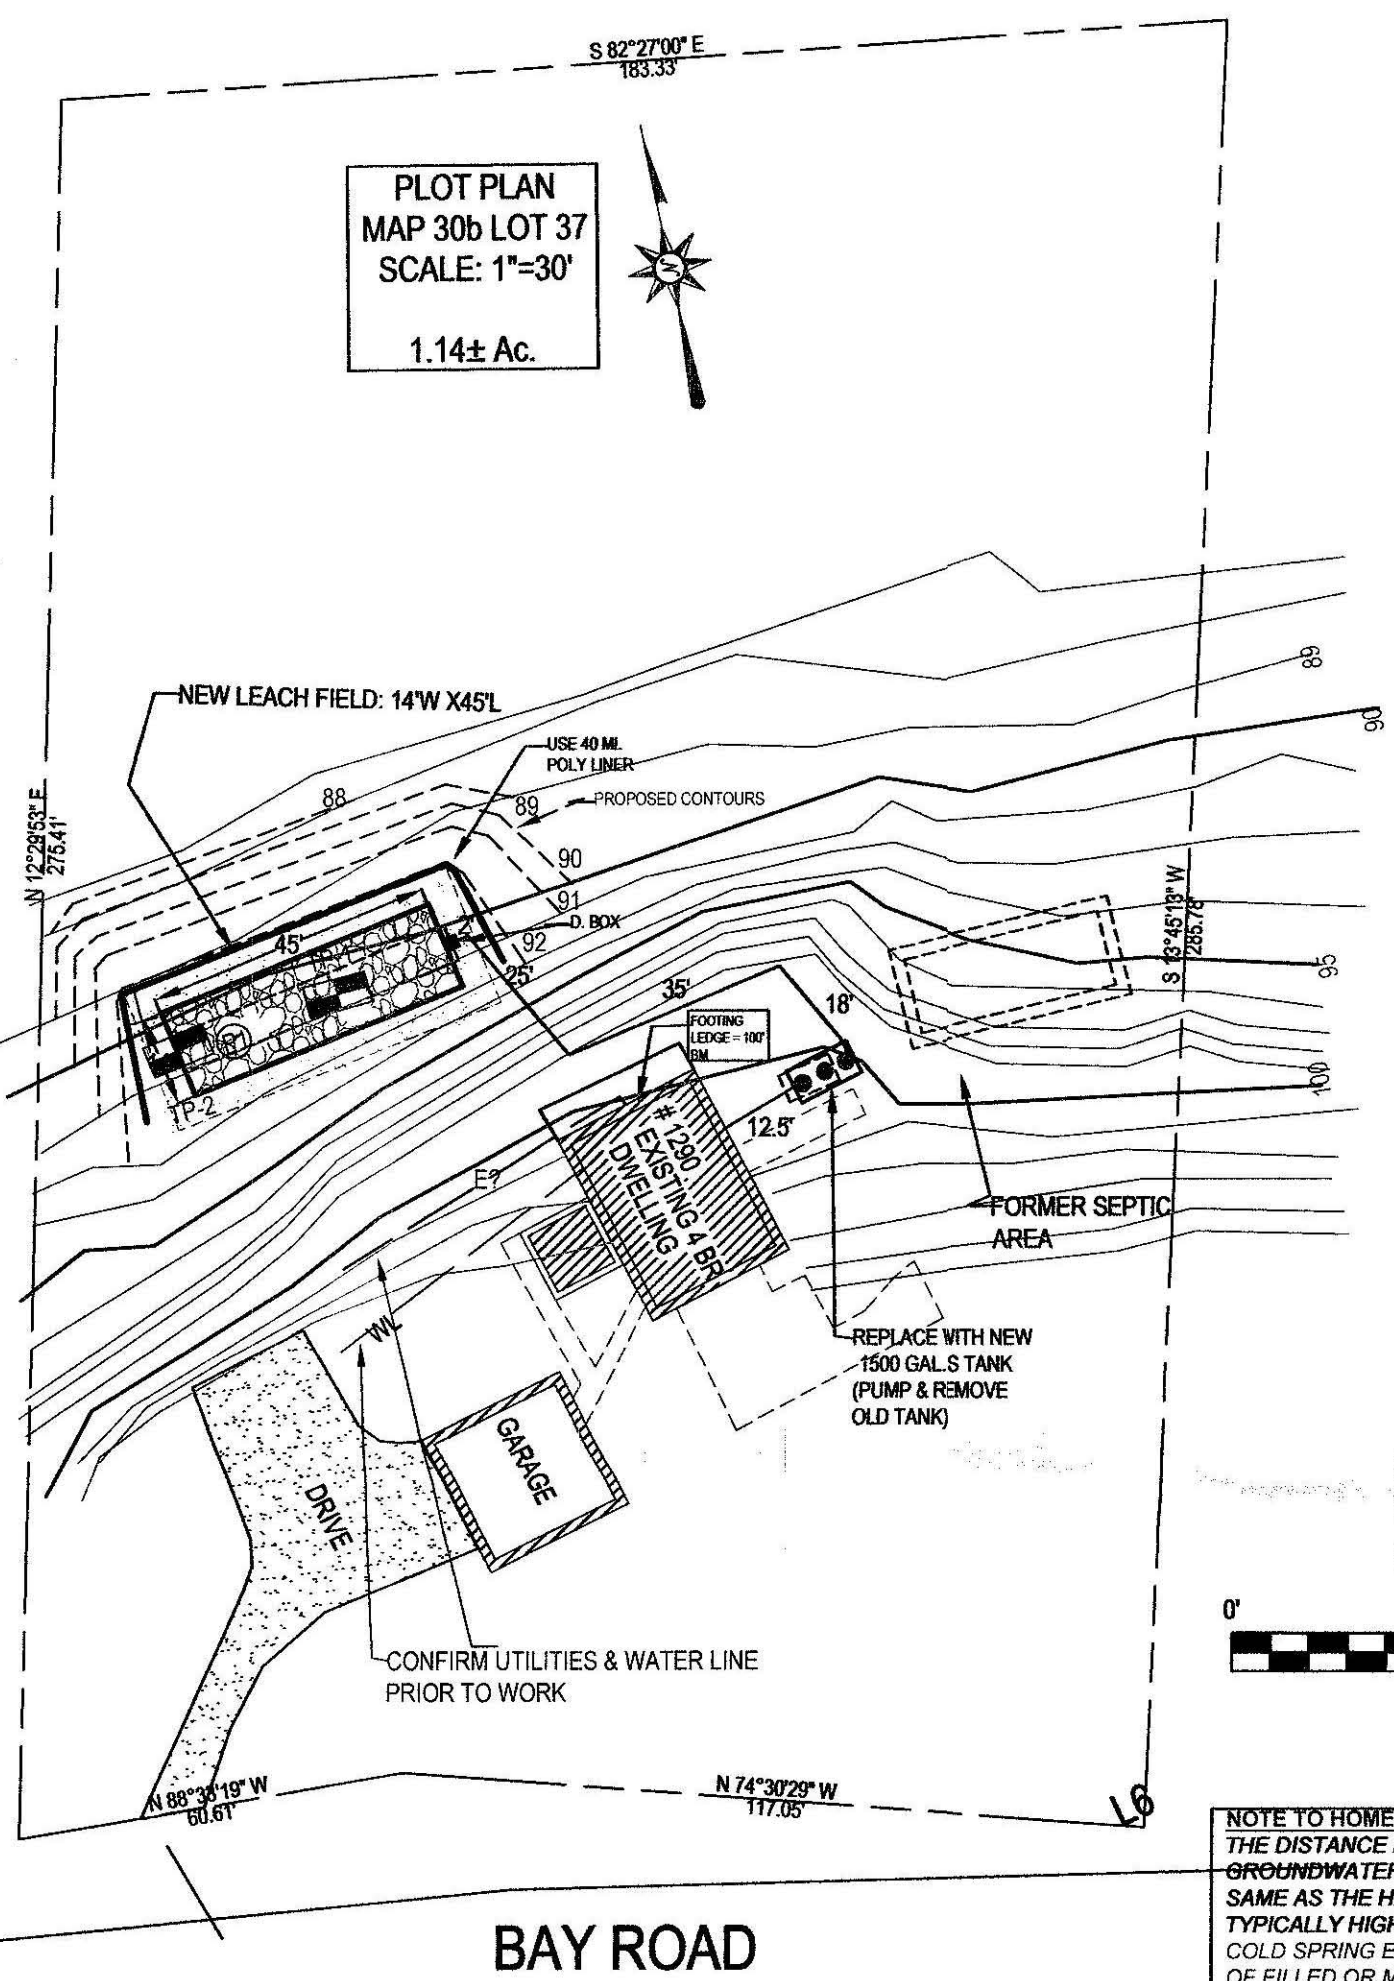 S 82°27'00" E
183.33'
PLOT PLAN
MAP 30b LOT 37
SCALE: 1"=30'
1.14± Ac.
N
NEW LEACH FIELD: 14'W X45'L
USE 40 MIL
POLY LINER
PROPOSED CONTOURS
88
89
90
91
92
89
90
95
100
N 12°29'53" E
275.41'
S 13°45'13" W
285.78'
D. BOX
45'
25'
35'
18'
FOOTING
LEDGE = 100'
BM
TP-2
12.5'
# 1290
EXISTING 4 BR
DWELLING
E?
WL
FORMER SEPTIC
AREA
REPLACE WITH NEW
1500 GAL.S TANK
(PUMP & REMOVE
OLD TANK)
GARAGE
DRIVE
CONFIRM UTILITIES & WATER LINE
PRIOR TO WORK
0'
N 88°38'19" W
60.61'
N 74°30'29" W
117.05'
L6
BAY ROAD
NOTE TO HOME
THE DISTANCE
GROUNDWATER
SAME AS THE H
TYPICALLY HIGH
COLD SPRING E
OF FILLED OR M